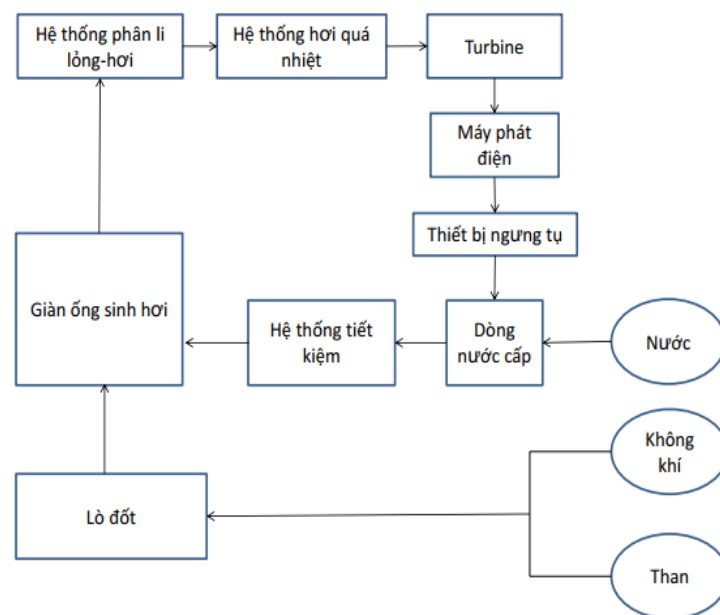 Hệ thống phân li
lỏng-hơi
Hệ thống hơi quá
nhiệt
Turbine
Máy phát
điện
Thiết bị ngưng tụ
Giàn ống sinh hơi
Hệ thống tiết
kiệm
Dòng
nước cấp
Nước
Không
khí
Lò đốt
Than